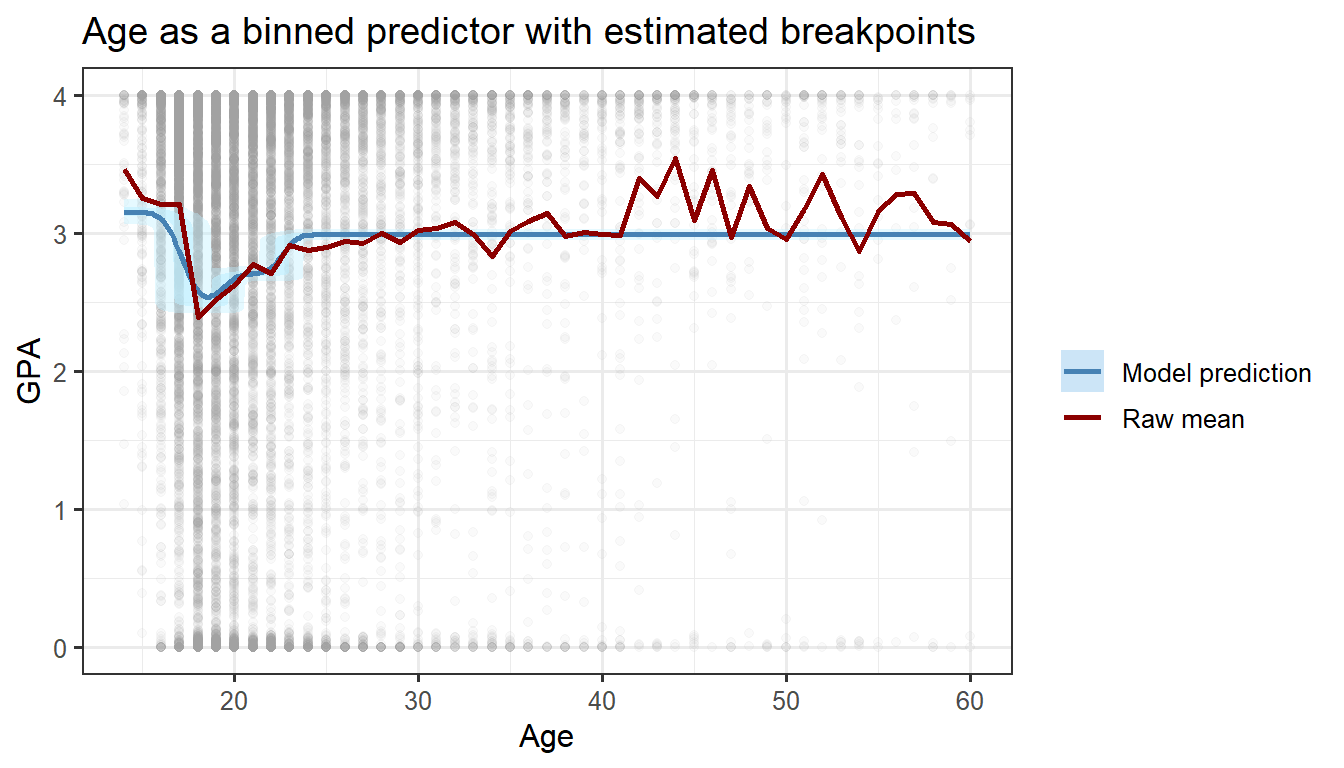 Age as a binned predictor with estimated breakpoints
4
3
2
1
0
GPA
20
30
40
50
60
Age
Model prediction
Raw mean